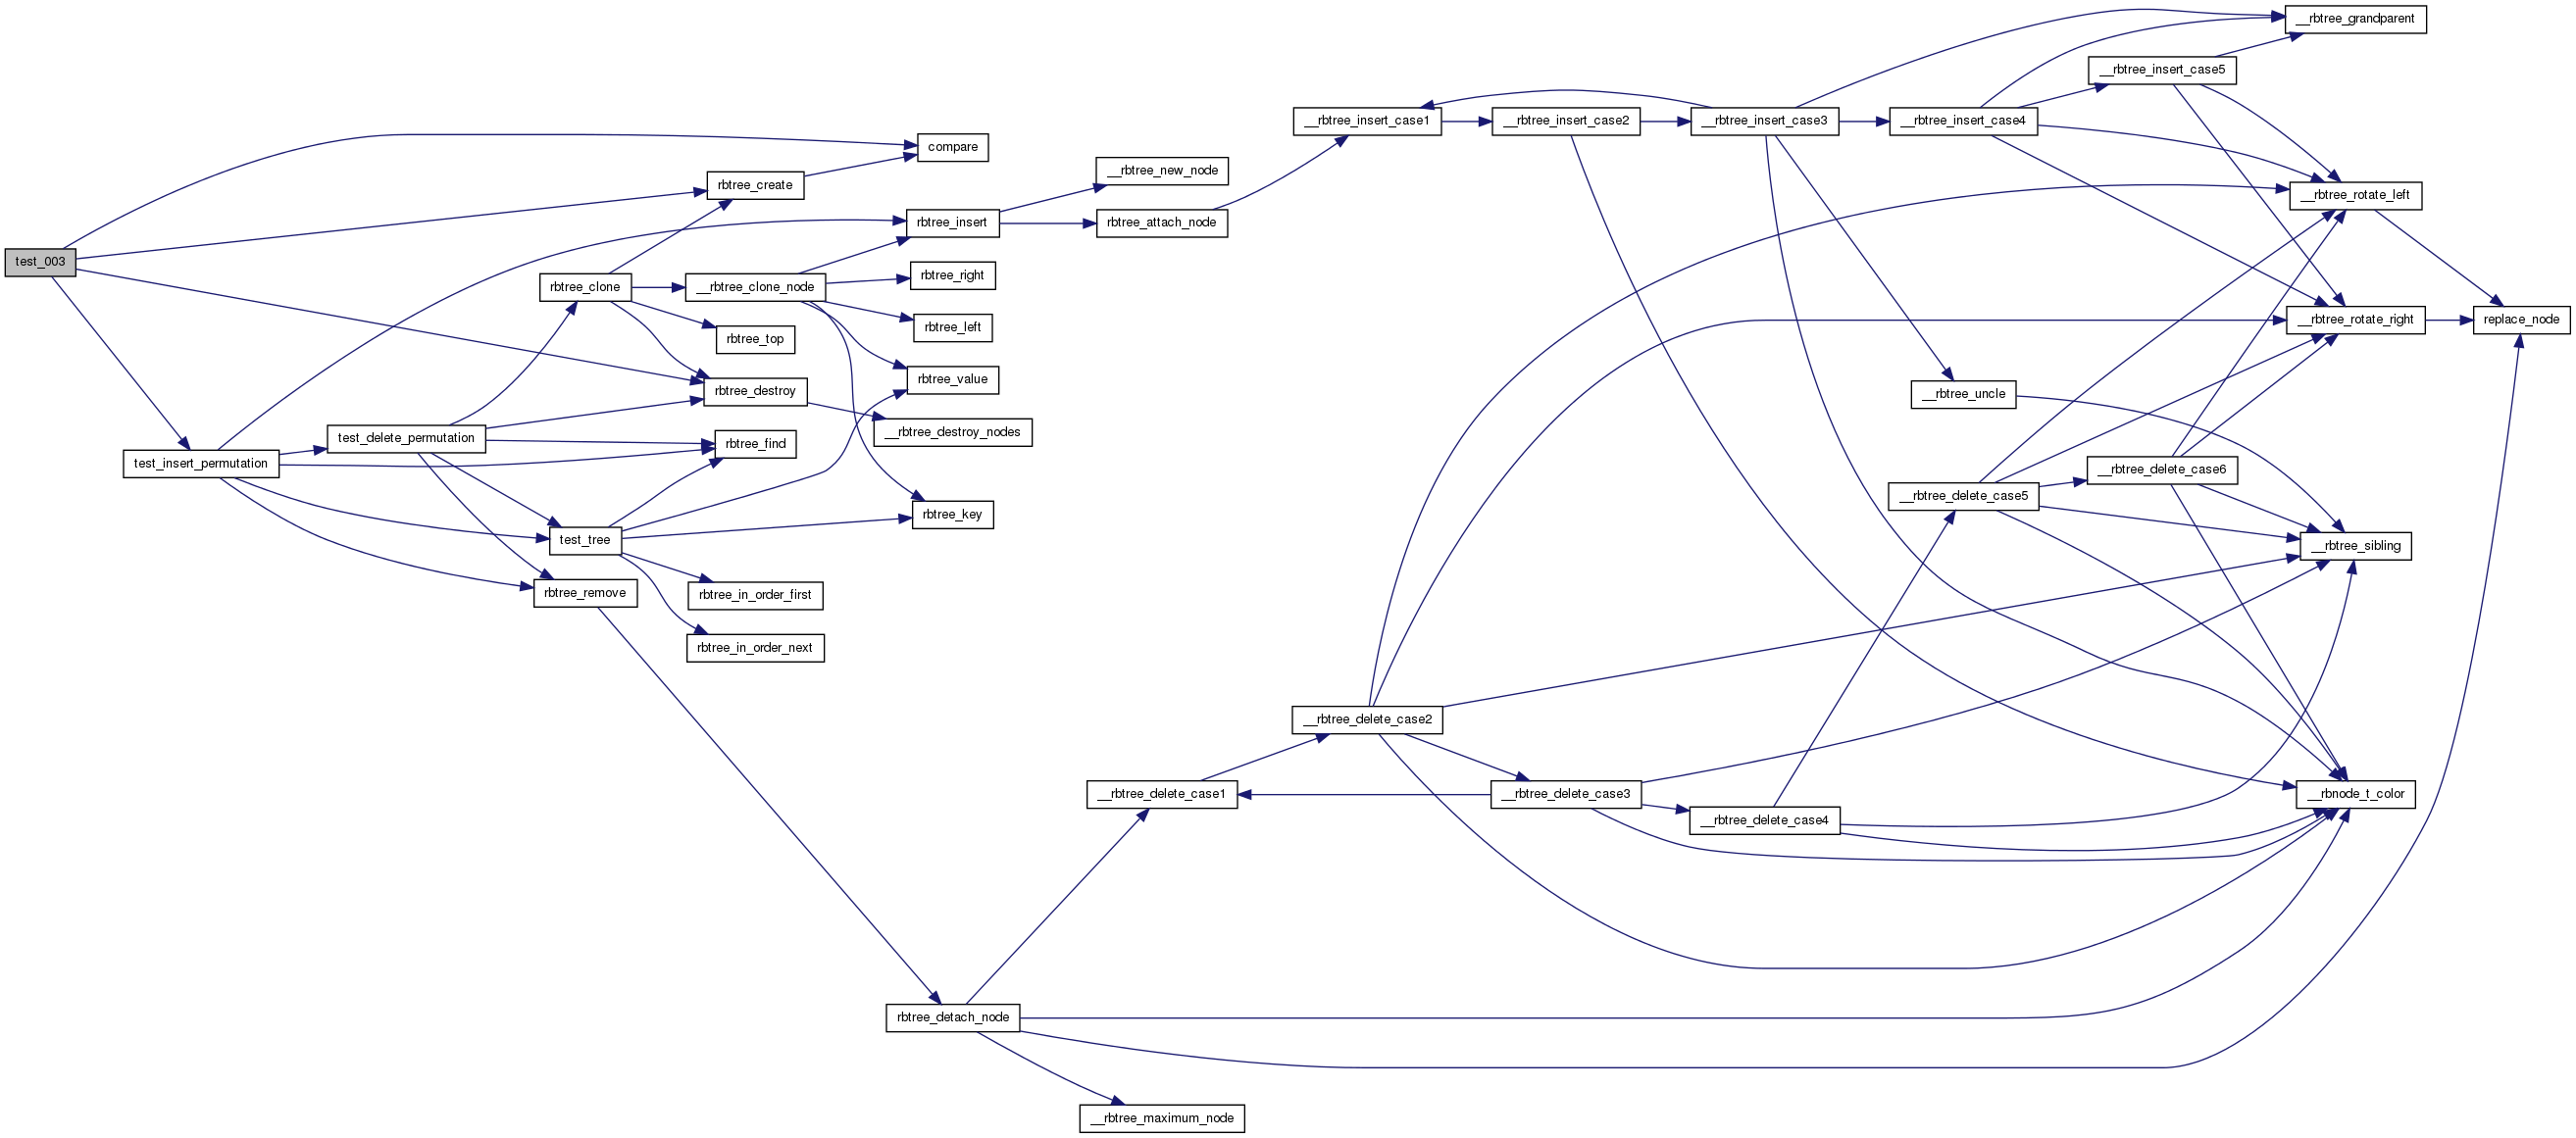 __rbtree_grandparent
__rbtree_insert_case5
__rbtree_insert_case1
__rbtree_insert_case2
__rbtree_insert_case3
__rbtree_insert_case4
compare
__rbtree_new_node
rbtree_create
__rbtree_rotate_left
rbtree_insert
rbtree_attach_node
test_003
rbtree_right
rbtree_clone
__rbtree_clone_node
rbtree_left
__rbtree_rotate_right
replace_node
rbtree_top
rbtree_value
rbtree_destroy
__rbtree_uncle
__rbtree_destroy_nodes
test_delete_permutation
rbtree_find
test_insert_permutation
__rbtree_delete_case6
__rbtree_delete_case5
rbtree_key
test_tree
__rbtree_sibling
rbtree_remove
rbtree_in_order_first
rbtree_in_order_next
__rbtree_delete_case2
__rbtree_delete_case1
__rbtree_delete_case3
__rbnode_t_color
__rbtree_delete_case4
rbtree_detach_node
__rbtree_maximum_node